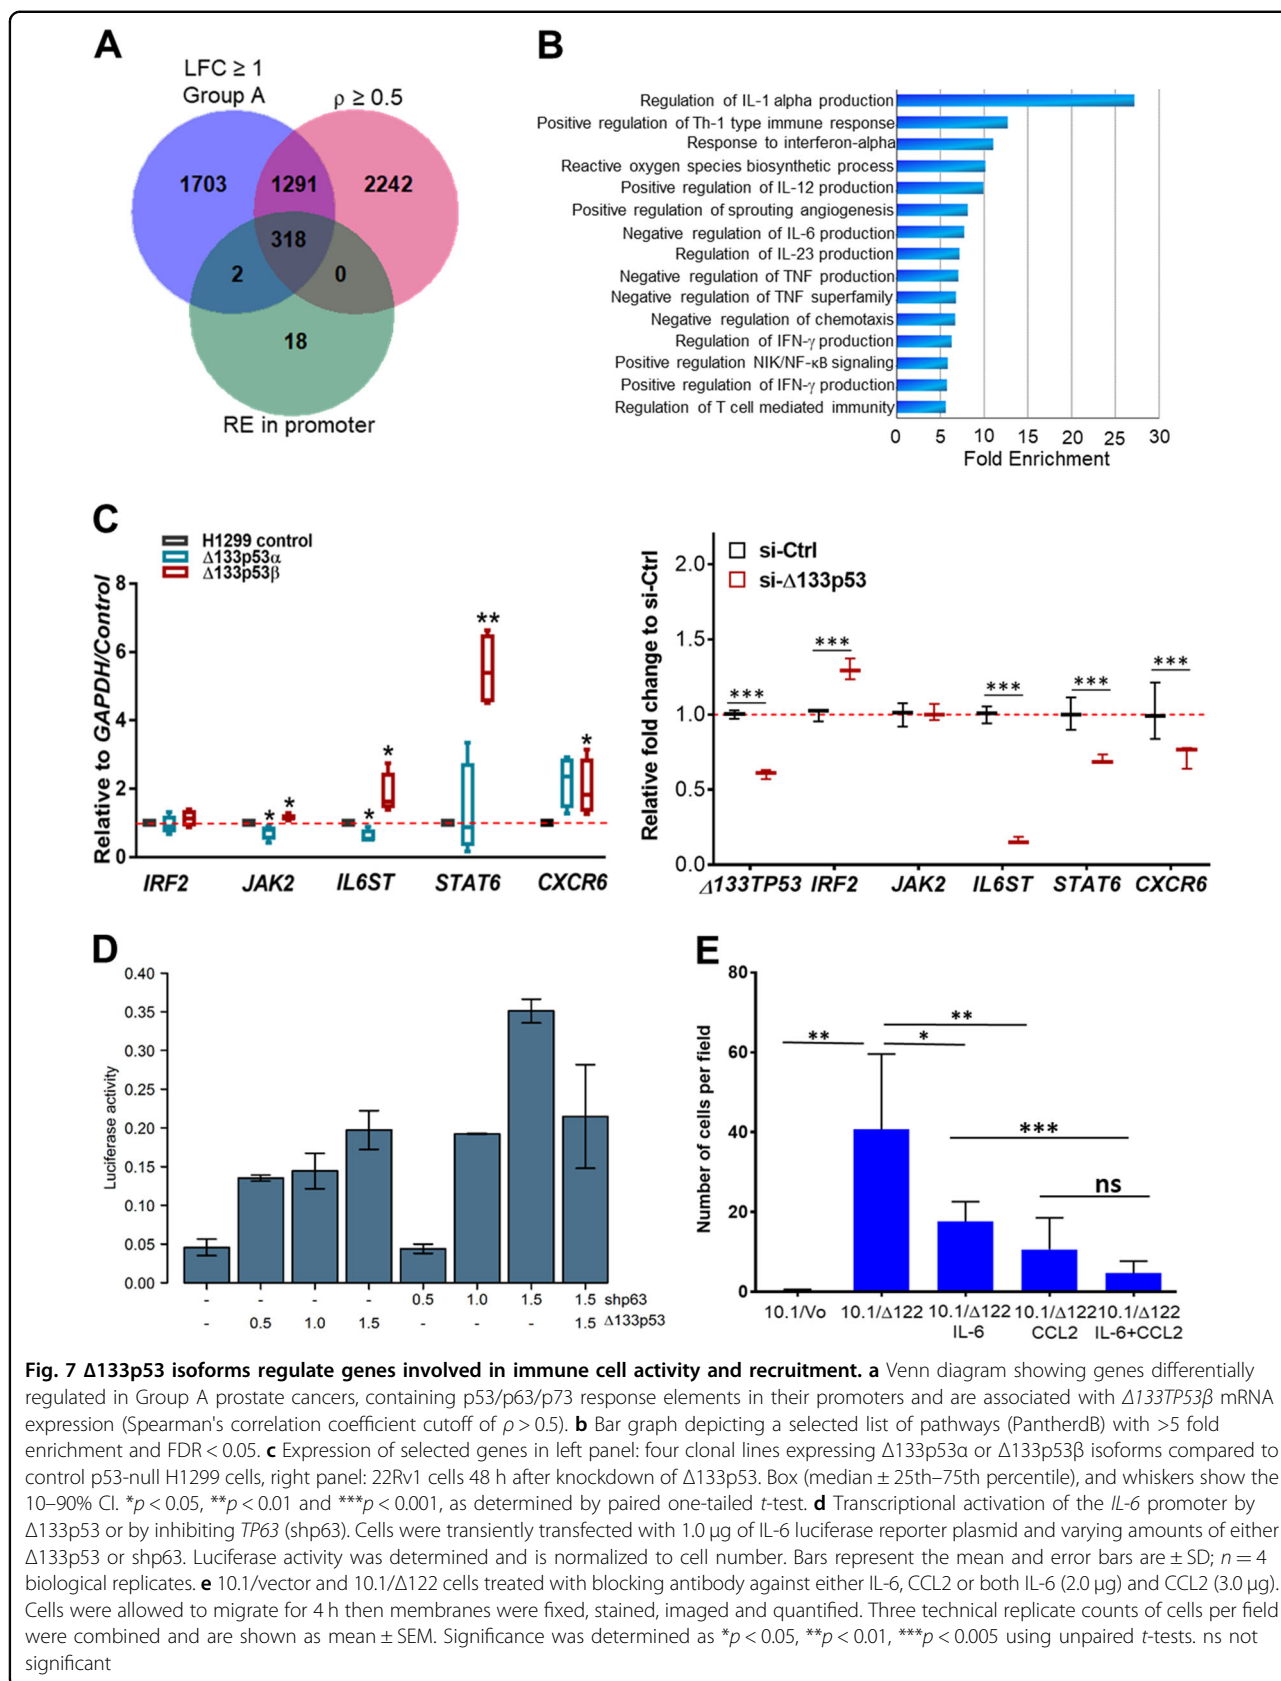 A
LFC ≥ 1
Group A
ρ ≥ 0.5
1703
1291
2242
318
2
0
18
RE in promoter
B
Regulation of IL-1 alpha production
Positive regulation of Th-1 type immune response
Response to interferon-alpha
Reactive oxygen species biosynthetic process
Positive regulation of IL-12 production
Positive regulation of sprouting angiogenesis
Negative regulation of IL-6 production
Regulation of IL-23 production
Negative regulation of TNF production
Negative regulation of TNF superfamily
Negative regulation of chemotaxis
Regulation of IFN-γ production
Positive regulation NIK/NF-κB signaling
Positive regulation of IFN-γ production
Regulation of T cell mediated immunity
0 5 10 15 20 25 30
Fold Enrichment
C
H1299 control
Δ133p53α
Δ133p53β
Relative to GAPDH/Control
8
6
4
2
0
* * * * ** *
IRF2 JAK2 IL6ST STAT6 CXCR6
si-Ctrl
si-Δ133p53
Relative fold change to si-Ctrl
2.0
1.5
1.0
0.5
0.0
*** *** *** *** ***
Δ133TP53 IRF2 JAK2 IL6ST STAT6 CXCR6
D
Luciferase activity
0.40
0.35
0.30
0.25
0.20
0.15
0.10
0.05
0.00
- - - - 0.5 1.0 1.5 1.5 shp63
- 0.5 1.0 1.5 - - - 1.5 Δ133p53
E
Number of cells per field
80
60
40
20
0
**
**
*
***
ns
10.1/Vo 10.1/Δ122 10.1/Δ122 10.1/Δ122 10.1/Δ122
IL-6 CCL2 IL-6+CCL2
Fig. 7 Δ133p53 isoforms regulate genes involved in immune cell activity and recruitment. a Venn diagram showing genes differentially
regulated in Group A prostate cancers, containing p53/p63/p73 response elements in their promoters and are associated with Δ133TP53β mRNA
expression (Spearman's correlation coefficient cutoff of ρ > 0.5). b Bar graph depicting a selected list of pathways (PantherdB) with >5 fold
enrichment and FDR < 0.05. c Expression of selected genes in left panel: four clonal lines expressing Δ133p53α or Δ133p53β isoforms compared to
control p53-null H1299 cells, right panel: 22Rv1 cells 48 h after knockdown of Δ133p53. Box (median ± 25th–75th percentile), and whiskers show the
10–90% CI. *p < 0.05, **p < 0.01 and ***p < 0.001, as determined by paired one-tailed t-test. d Transcriptional activation of the IL-6 promoter by
Δ133p53 or by inhibiting TP63 (shp63). Cells were transiently transfected with 1.0 µg of IL-6 luciferase reporter plasmid and varying amounts of either
Δ133p53 or shp63. Luciferase activity was determined and is normalized to cell number. Bars represent the mean and error bars are ± SD; n = 4
biological replicates. e 10.1/vector and 10.1/Δ122 cells treated with blocking antibody against either IL-6, CCL2 or both IL-6 (2.0 µg) and CCL2 (3.0 µg).
Cells were allowed to migrate for 4 h then membranes were fixed, stained, imaged and quantified. Three technical replicate counts of cells per field
were combined and are shown as mean ± SEM. Significance was determined as *p < 0.05, **p < 0.01, ***p < 0.005 using unpaired t-tests. ns not
significant